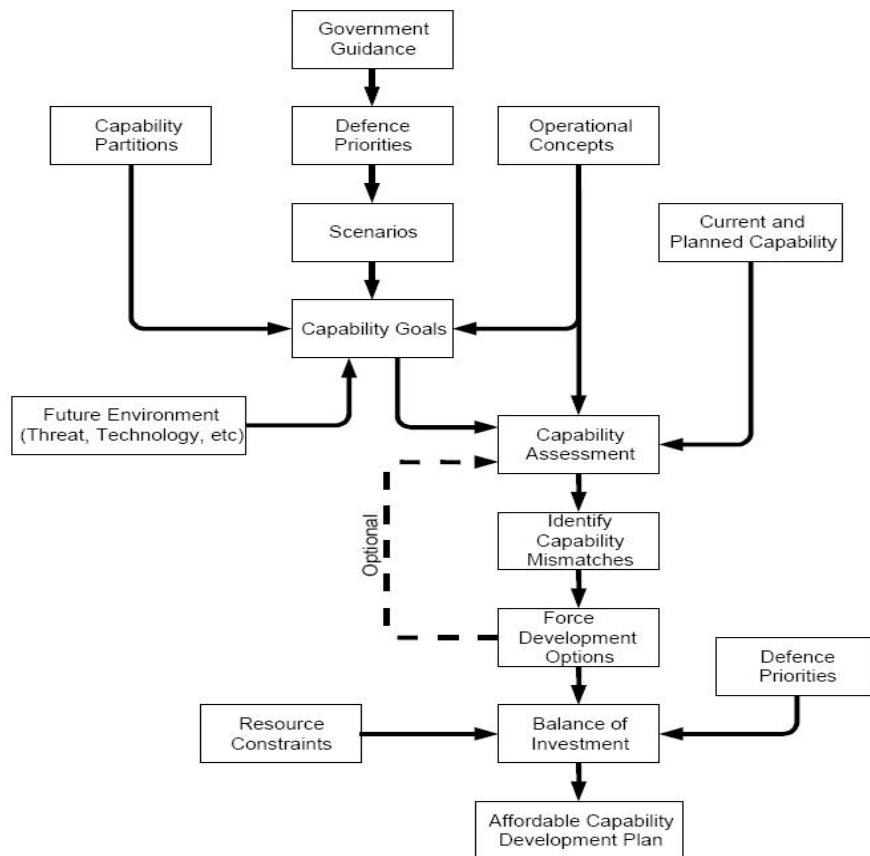 Government
Guidance
Capability
Partitions
Defence
Priorities
Operational
Concepts
Scenarios
Current and
Planned Capability
Capability Goals
Future Environment
(Threat, Technology, etc)
Capability
Assessment
Optional
Identify
Capability
Mismatches
Force
Development
Options
Defence
Priorities
Resource
Constraints
Balance of
Investment
Affordable Capability
Development Plan